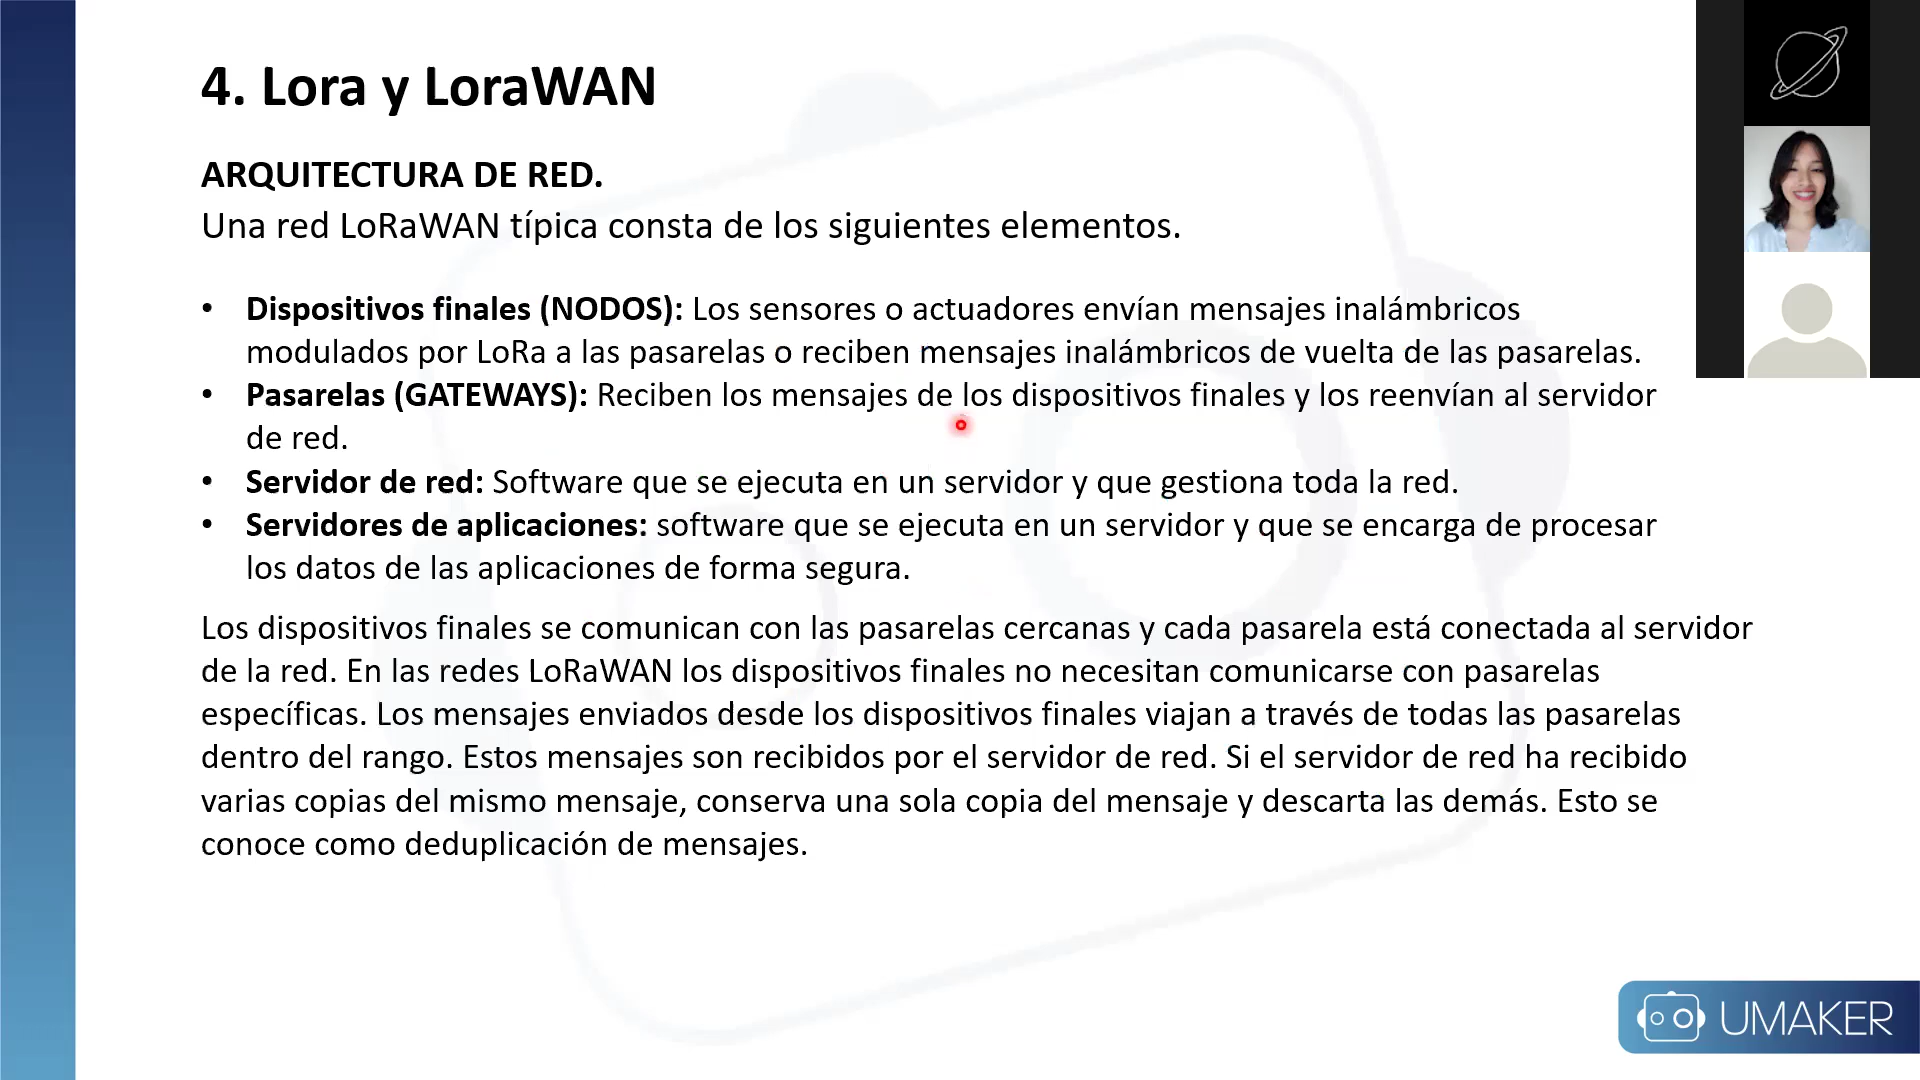 4. Lora y LoraWAN
ARQUITECTURA DE RED.
Una red LoRaWAN típica consta de los siguientes elementos.
• Dispositivos finales (NODOS): Los sensores o actuadores envían mensajes inalámbricos
modulados por LoRa a las pasarelas o reciben mensajes inalámbricos de vuelta de las pasarelas.
• Pasarelas (GATEWAYS): Reciben los mensajes de los dispositivos finales y los reenvían al servidor
de red.
• Servidor de red: Software que se ejecuta en un servidor y que gestiona toda la red.
• Servidores de aplicaciones: software que se ejecuta en un servidor y que se encarga de procesar
los datos de las aplicaciones de forma segura.
Los dispositivos finales se comunican con las pasarelas cercanas y cada pasarela está conectada al servidor
de la red. En las redes LoRaWAN los dispositivos finales no necesitan comunicarse con pasarelas
específicas. Los mensajes enviados desde los dispositivos finales viajan a través de todas las pasarelas
dentro del rango. Estos mensajes son recibidos por el servidor de red. Si el servidor de red ha recibido
varias copias del mismo mensaje, conserva una sola copia del mensaje y descarta las demás. Esto se
conoce como deduplicación de mensajes.
UMAKER